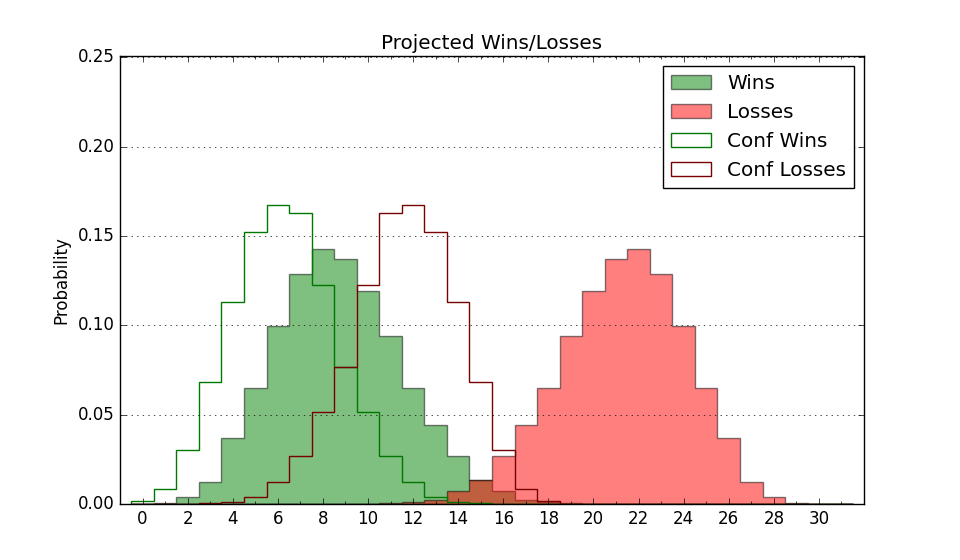 Projected Wins/Losses
0.25
0.20
0.15
0.10
0.05
0.00
Probability
Wins
Losses
Conf Wins
Conf Losses
0 2 4 6 8 10 12 14 16 18 20 22 24 26 28 30